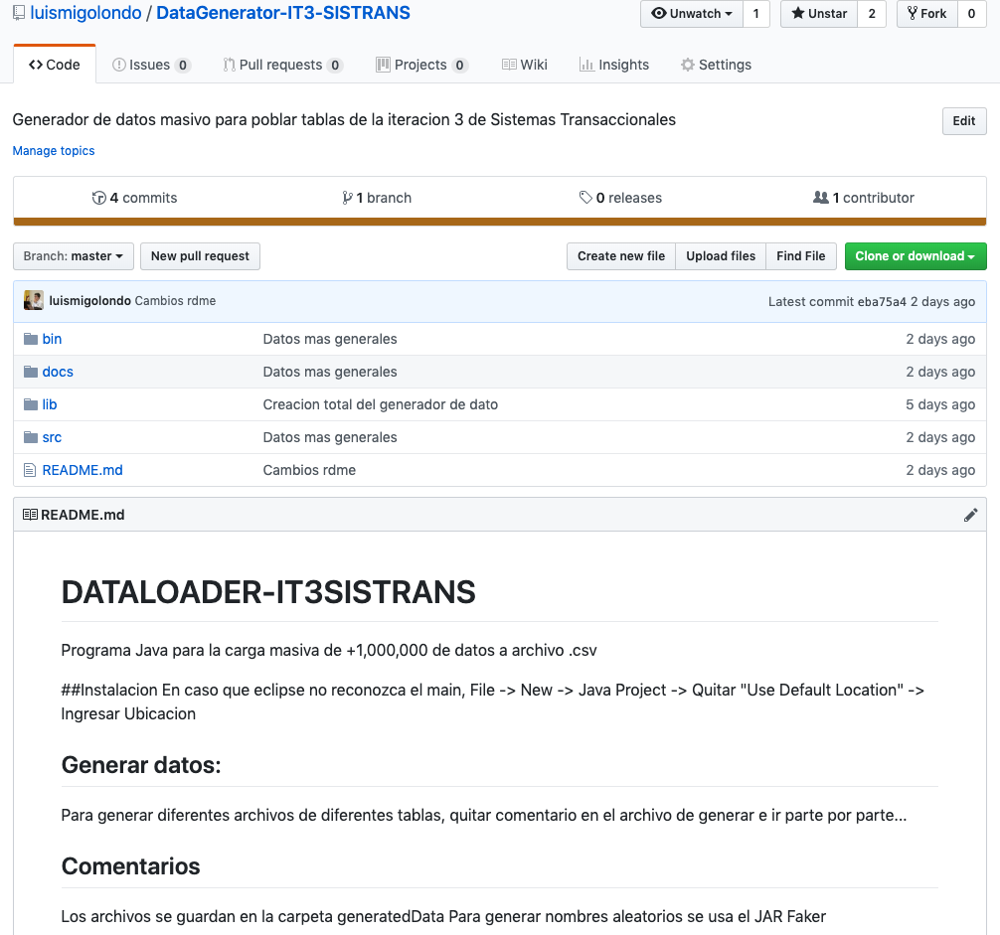 luismigolondo / DataGenerator-IT3-SISTRANS
Unwatch 1 Unstar 2 Fork 0
Code Issues 0 Pull requests 0 Projects 0 Wiki Insights Settings
Generador de datos masivo para poblar tablas de la iteracion 3 de Sistemas Transaccionales Edit
Manage topics
4 commits 1 branch 0 releases 1 contributor
Branch: master New pull request Create new file Upload files Find File Clone or download
luismigolondo Cambios rdme Latest commit eba75a4 2 days ago
bin Datos mas generales 2 days ago
docs Datos mas generales 2 days ago
lib Creacion total del generador de dato 5 days ago
src Datos mas generales 2 days ago
README.md Cambios rdme 2 days ago
README.md
DATALOADER-IT3SISTRANS
Programa Java para la carga masiva de +1,000,000 de datos a archivo .csv
##Instalacion En caso que eclipse no reconozca el main, File -> New -> Java Project -> Quitar "Use Default Location" ->
Ingresar Ubicacion
Generar datos:
Para generar diferentes archivos de diferentes tablas, quitar comentario en el archivo de generar e ir parte por parte...
Comentarios
Los archivos se guardan en la carpeta generatedData Para generar nombres aleatorios se usa el JAR Faker